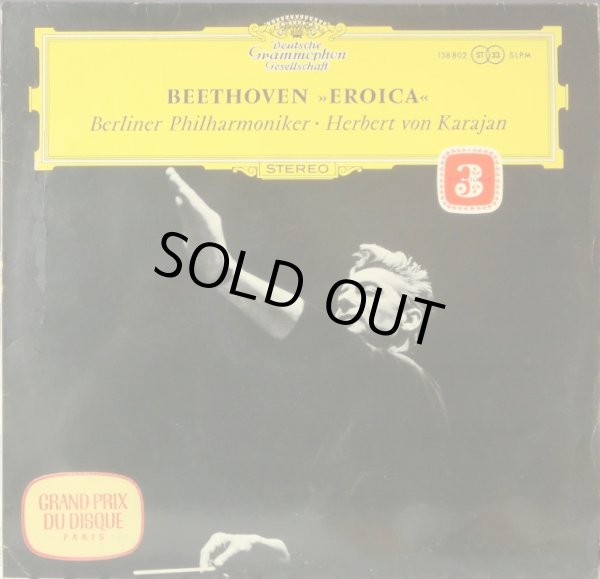 Deutsche
Grammophon
Gesellschaft
138 802 ST 33 SLPM
BEETHOVEN »EROICA«
Berliner Philharmoniker · Herbert von Karajan
STEREO
3
SOLD OUT
GRAND PRIX
DU DISQUE
PARIS